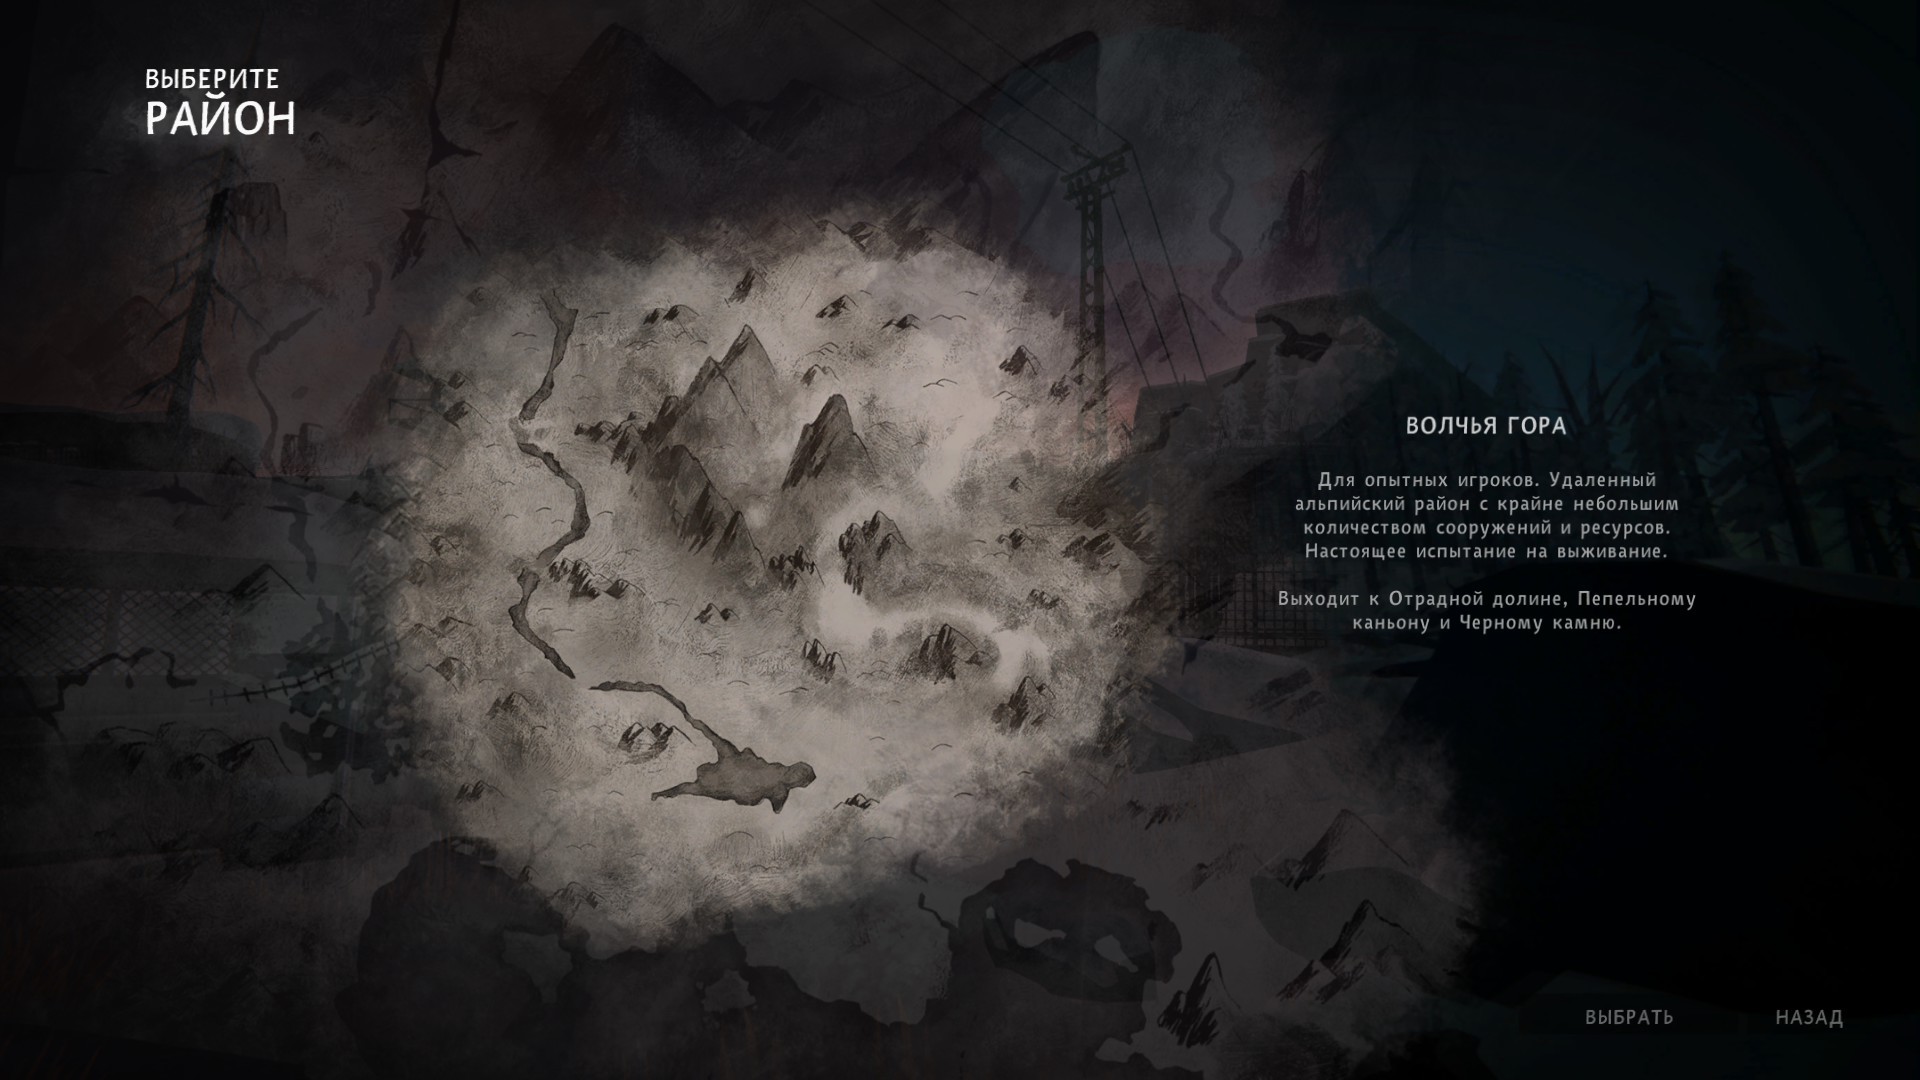 ВЫБЕРИТЕ
РАЙОН
ВОЛЧЬЯ ГОРА
Для опытных игроков. Удаленный
альпийский район с крайне небольшим
количеством сооружений и ресурсов.
Настоящее испытание на выживание.
Выходит к Отрадной долине, Пепельному
каньону и Черному камню.
ВЫБРАТЬ
НАЗАД